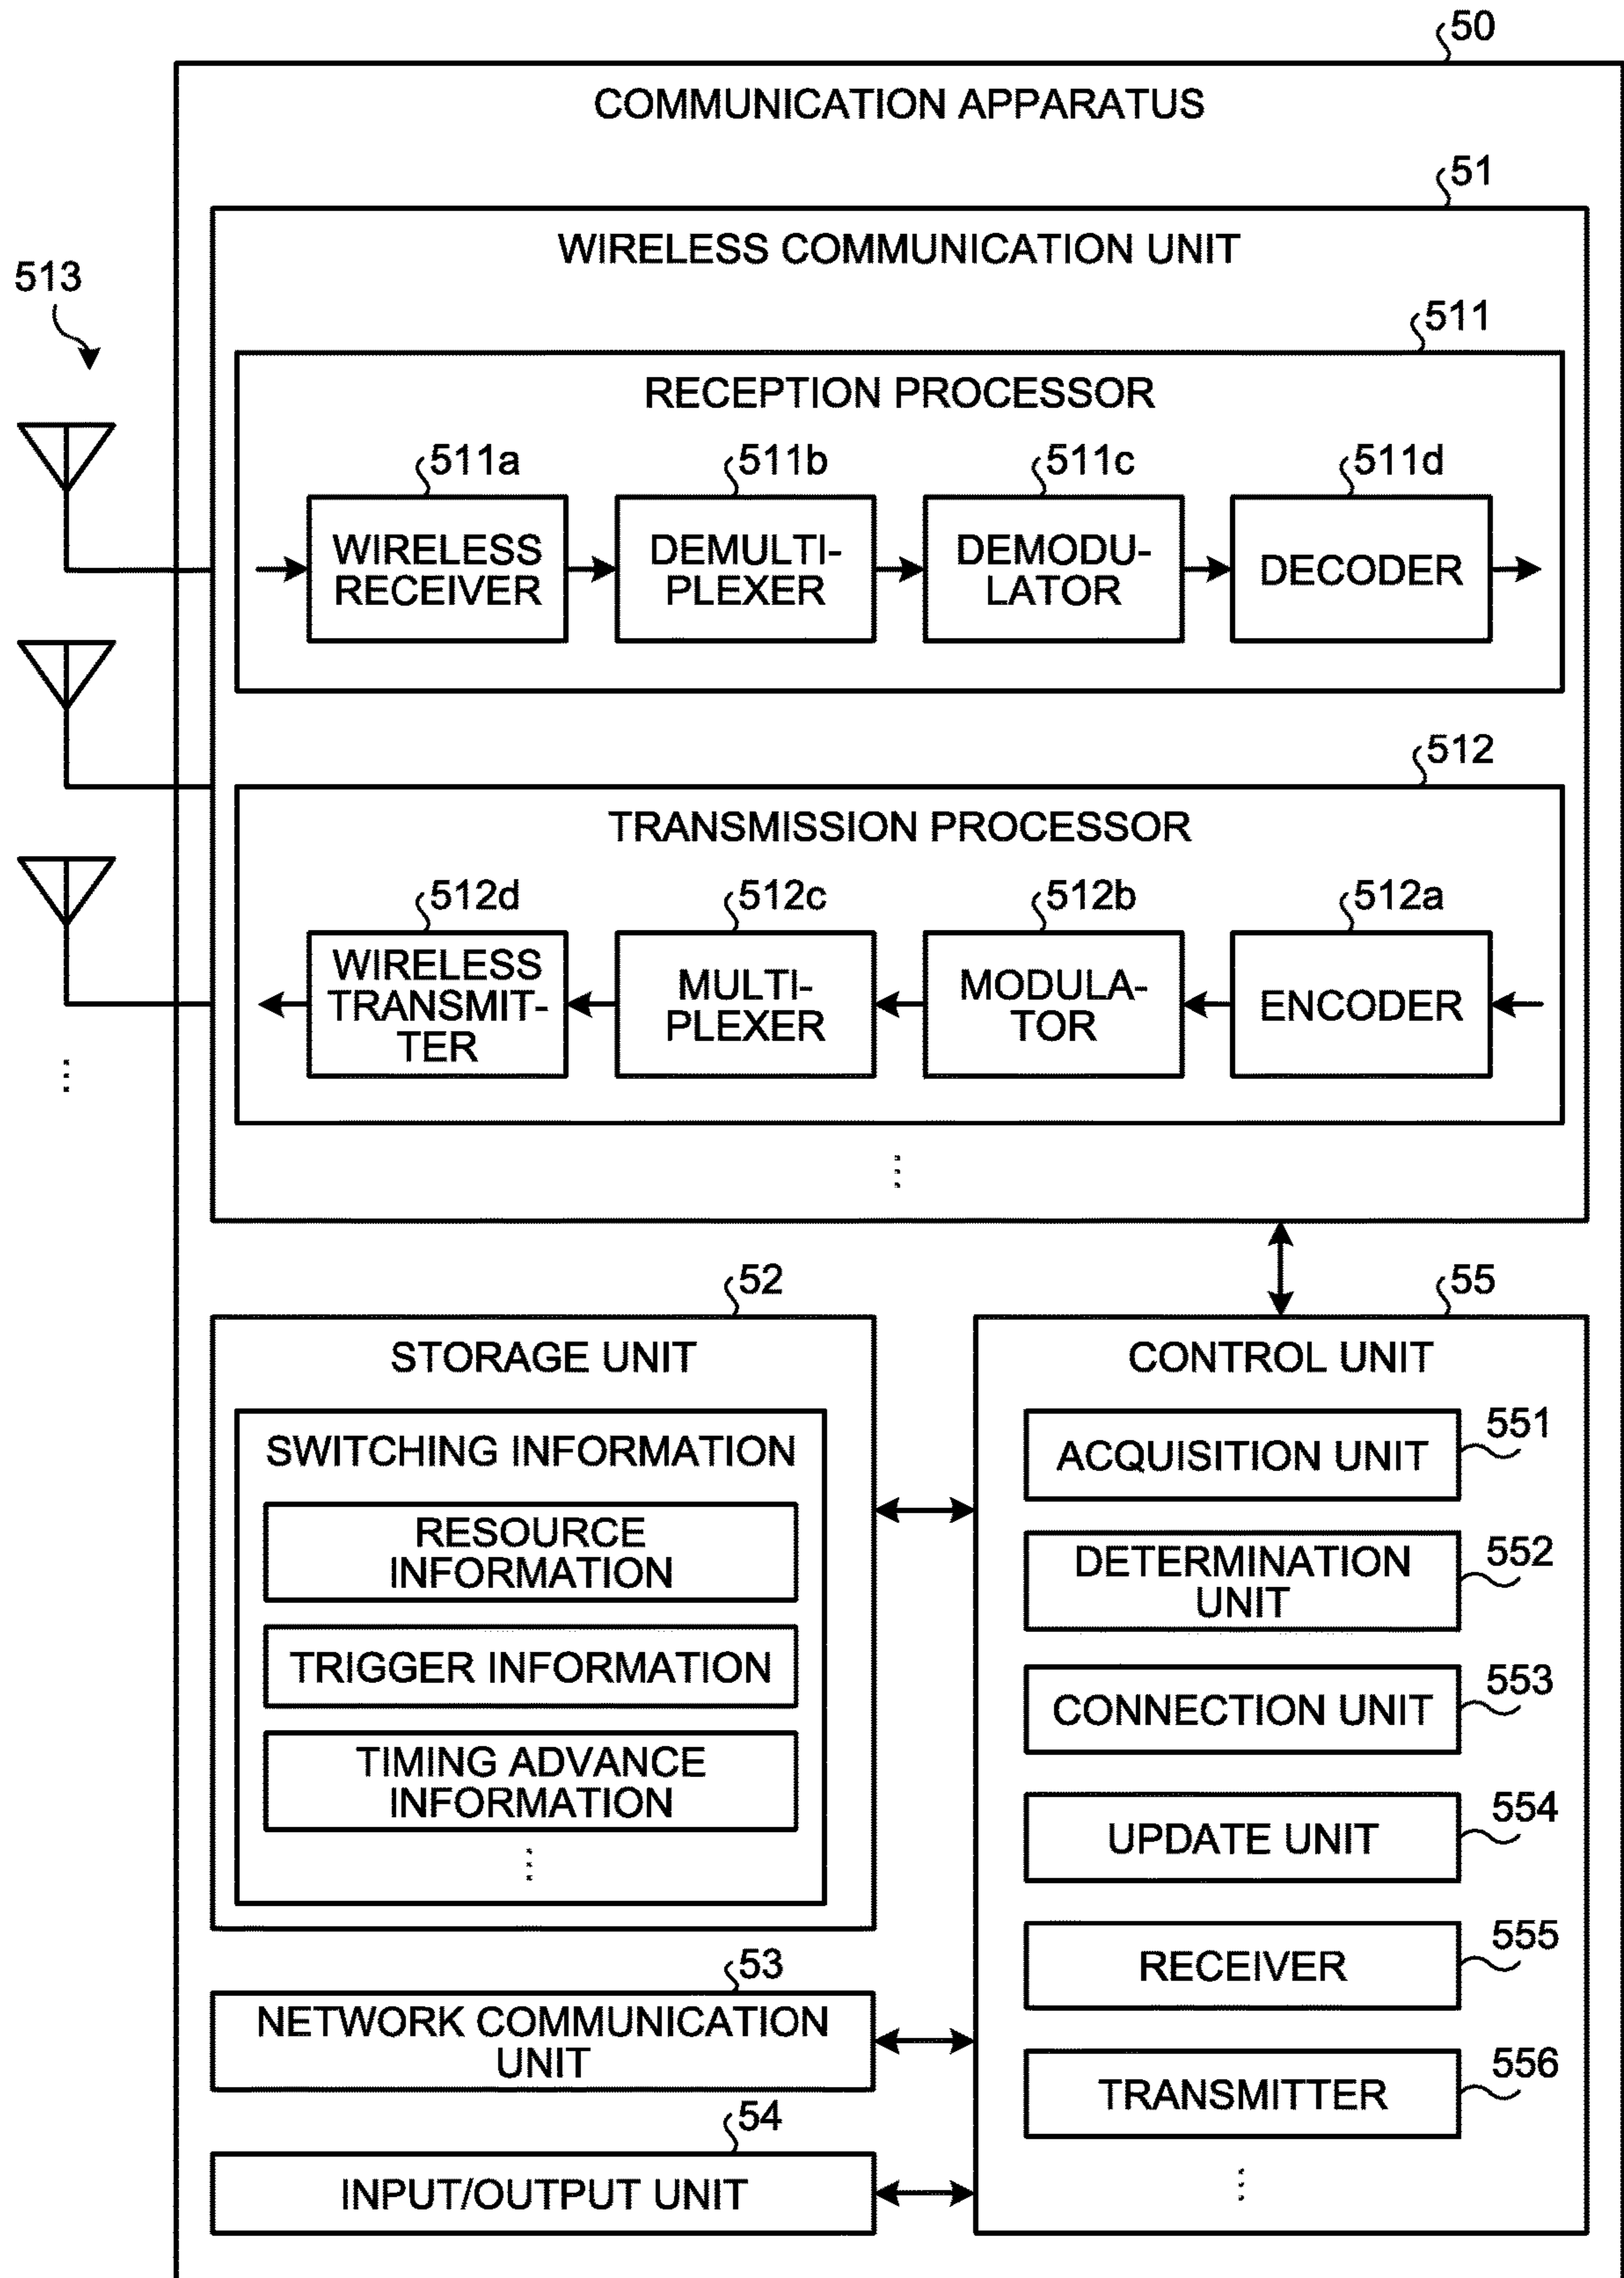 50
COMMUNICATION APPARATUS
51
WIRELESS COMMUNICATION UNIT
513
511
RECEPTION PROCESSOR
511a
511b
511c
511d
WIRELESS
RECEIVER
DEMULTI-
PLEXER
DEMODU-
LATOR
DECODER
512
TRANSMISSION PROCESSOR
512d
512c
512b
512a
WIRELESS
TRANSMIT-
TER
MULTI-
PLEXER
MODULA-
TOR
ENCODER
52
STORAGE UNIT
SWITCHING INFORMATION
RESOURCE
INFORMATION
TRIGGER INFORMATION
TIMING ADVANCE
INFORMATION
53
NETWORK COMMUNICATION
UNIT
54
INPUT/OUTPUT UNIT
55
CONTROL UNIT
551
ACQUISITION UNIT
552
DETERMINATION
UNIT
553
CONNECTION UNIT
554
UPDATE UNIT
555
RECEIVER
556
TRANSMITTER